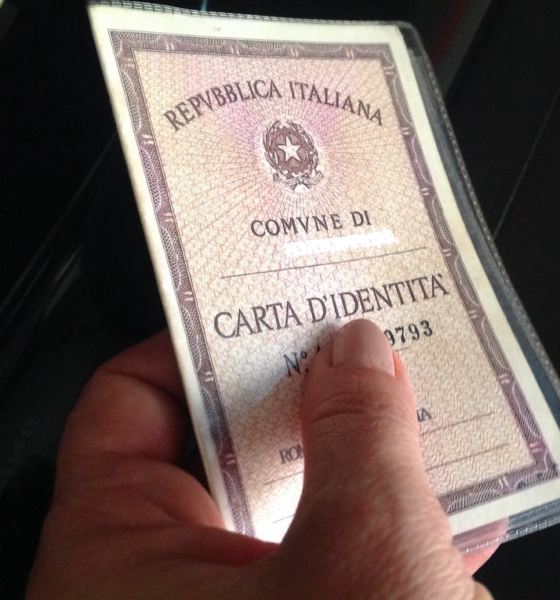 REPVBBLICA ITALIANA
COMVNE DI
CARTA D'IDENTITA'
N° 9793